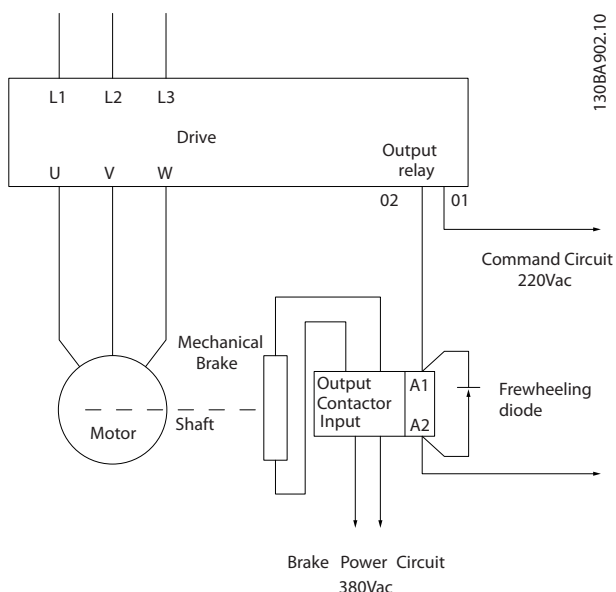 130BA902.10
L1 L2 L3
Drive
Output
relay
U V W
02 01
Command Circuit
220Vac
Mechanical
Brake
Output
Contactor
Input
A1
A2
Frewheeling
diode
Shaft
Motor
Brake Power Circuit
380Vac